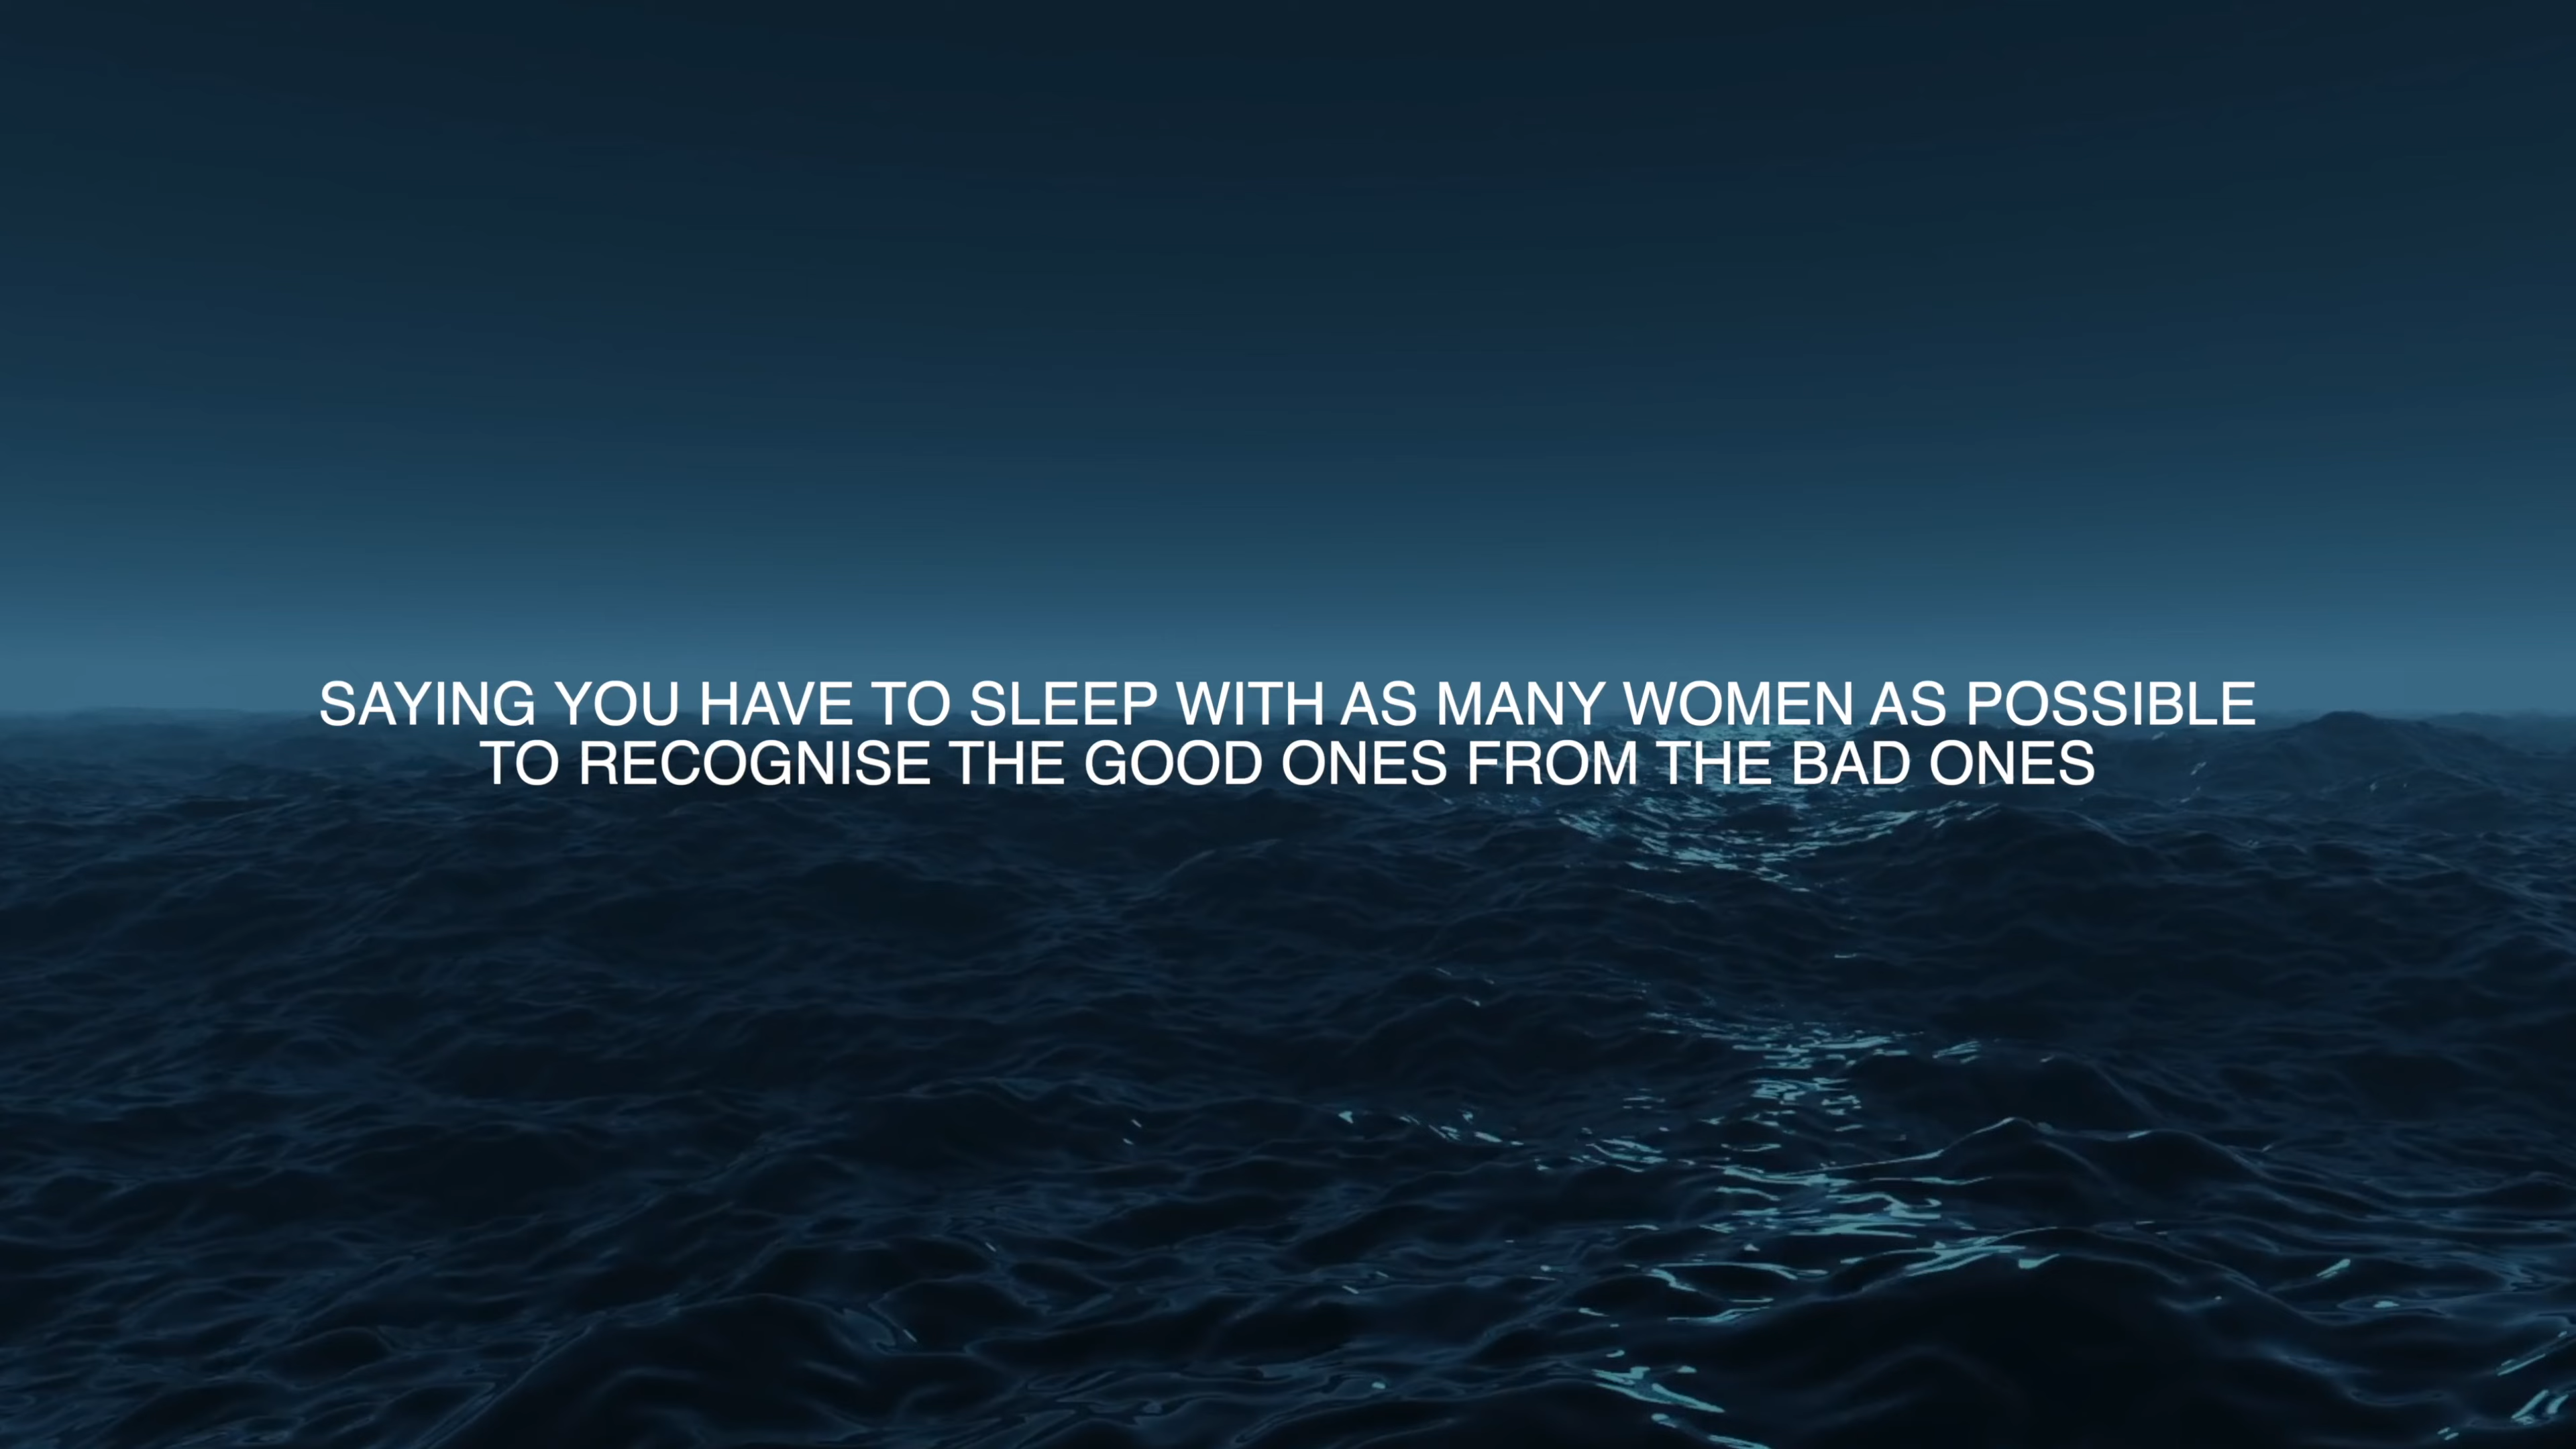 SAYING YOU HAVE TO SLEEP WITH AS MANY WOMEN AS POSSIBLE
TO RECOGNISE THE GOOD ONES FROM THE BAD ONES